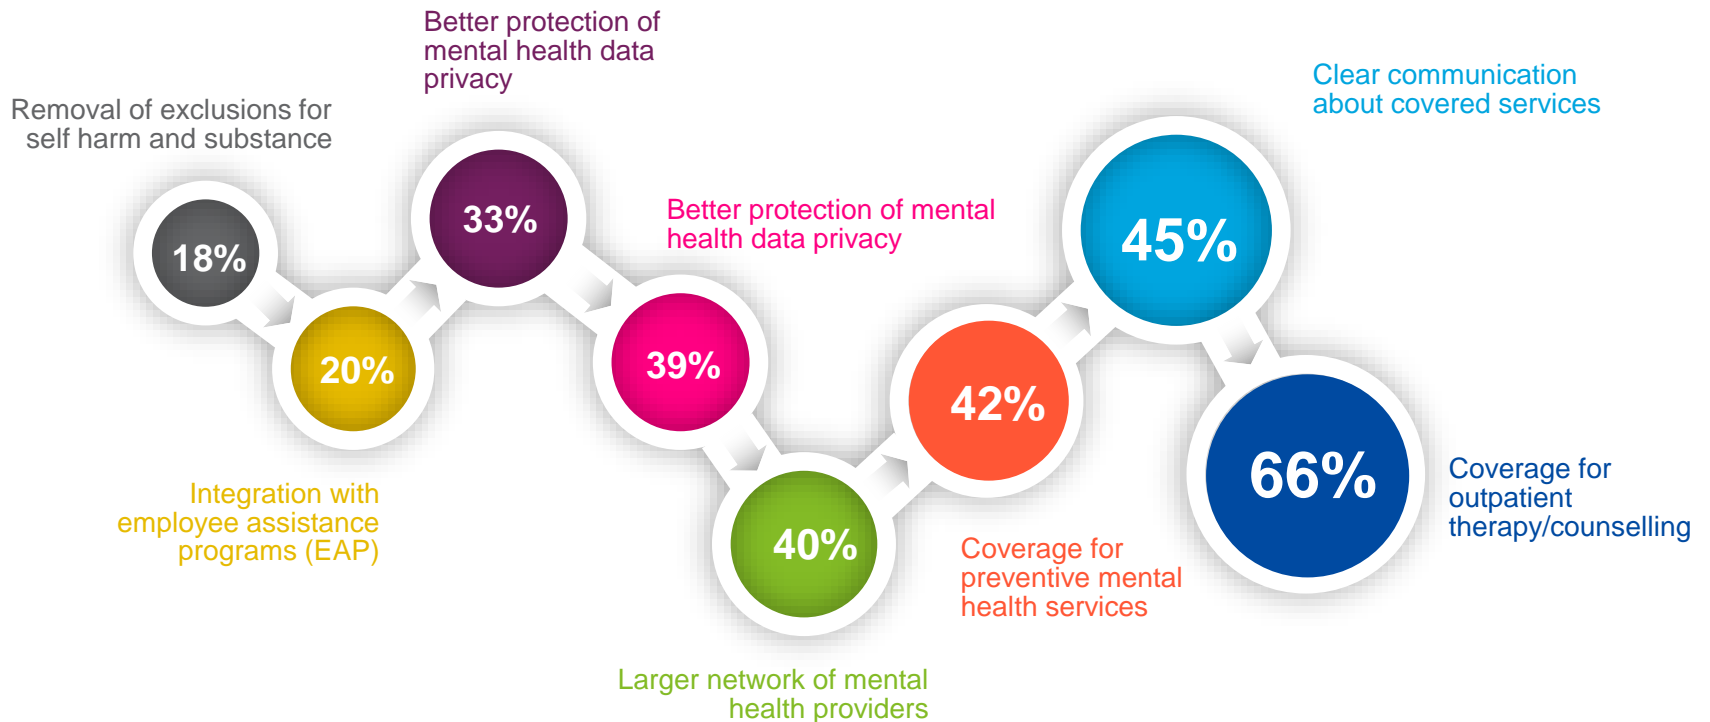 Removal of exclusions for
self harm and substance
18%
20%
Integration with
employee assistance
programs (EAP)
Better protection of
mental health data
privacy
33%
Better protection of mental
health data privacy
39%
40%
Larger network of mental
health providers
42%
Coverage for
preventive mental
health services
Clear communication
about covered services
45%
66%
Coverage for
outpatient
therapy/counselling